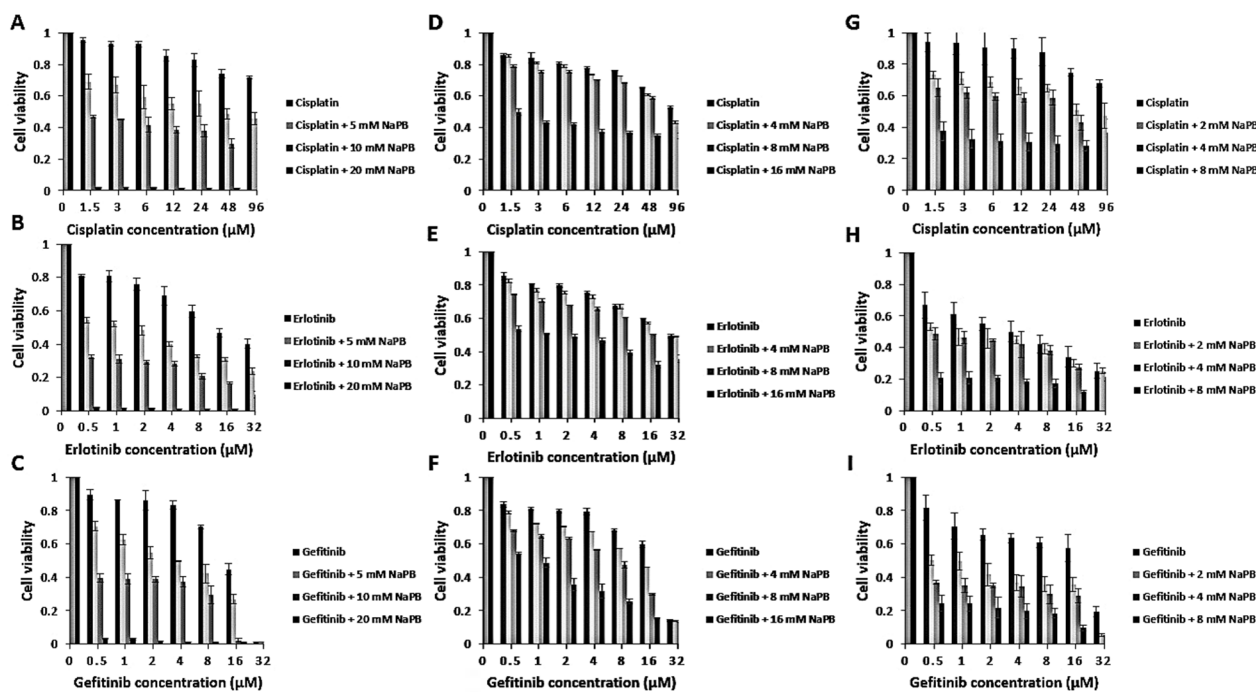 A
Cell viability
1
0.8
0.6
0.4
0.2
0
0 1.5 3 6 12 24 48 96
Cisplatin concentration (µM)
Cisplatin
Cisplatin + 5 mM NaPB
Cisplatin + 10 mM NaPB
Cisplatin + 20 mM NaPB
D
Cell viability
1
0.8
0.6
0.4
0.2
0
0 1.5 3 6 12 24 48 96
Cisplatin concentration (µM)
Cisplatin
Cisplatin + 4 mM NaPB
Cisplatin + 8 mM NaPB
Cisplatin + 16 mM NaPB
G
Cell viability
1
0.8
0.6
0.4
0.2
0
0 1.5 3 6 12 24 48 96
Cisplatin concentration (µM)
Cisplatin
Cisplatin + 2 mM NaPB
Cisplatin + 4 mM NaPB
Cisplatin + 8 mM NaPB
B
Cell viability
1
0.8
0.6
0.4
0.2
0
0 0.5 1 2 4 8 16 32
Erlotinib concentration (µM)
Erlotinib
Erlotinib + 5 mM NaPB
Erlotinib + 10 mM NaPB
Erlotinib + 20 mM NaPB
E
Cell viability
1
0.8
0.6
0.4
0.2
0
0 0.5 1 2 4 8 16 32
Erlotinib concentration (µM)
Erlotinib
Erlotinib + 4 mM NaPB
Erlotinib + 8 mM NaPB
Erlotinib + 16 mM NaPB
H
Cell viability
1
0.8
0.6
0.4
0.2
0
0 0.5 1 2 4 8 16 32
Erlotinib concentration (µM)
Erlotinib
Erlotinib + 2 mM NaPB
Erlotinib + 4 mM NaPB
Erlotinib + 8 mM NaPB
C
Cell viability
1
0.8
0.6
0.4
0.2
0
0 0.5 1 2 4 8 16 32
Gefitinib concentration (µM)
Gefitinib
Gefitinib + 5 mM NaPB
Gefitinib + 10 mM NaPB
Gefitinib + 20 mM NaPB
F
Cell viability
1
0.8
0.6
0.4
0.2
0
0 0.5 1 2 4 8 16 32
Gefitinib concentration (µM)
Gefitinib
Gefitinib + 4 mM NaPB
Gefitinib + 8 mM NaPB
Gefitinib + 16 mM NaPB
I
Cell viability
1
0.8
0.6
0.4
0.2
0
0 0.5 1 2 4 8 16 32
Gefitinib concentration (µM)
Gefitinib
Gefitinib + 2 mM NaPB
Gefitinib + 4 mM NaPB
Gefitinib + 8 mM NaPB